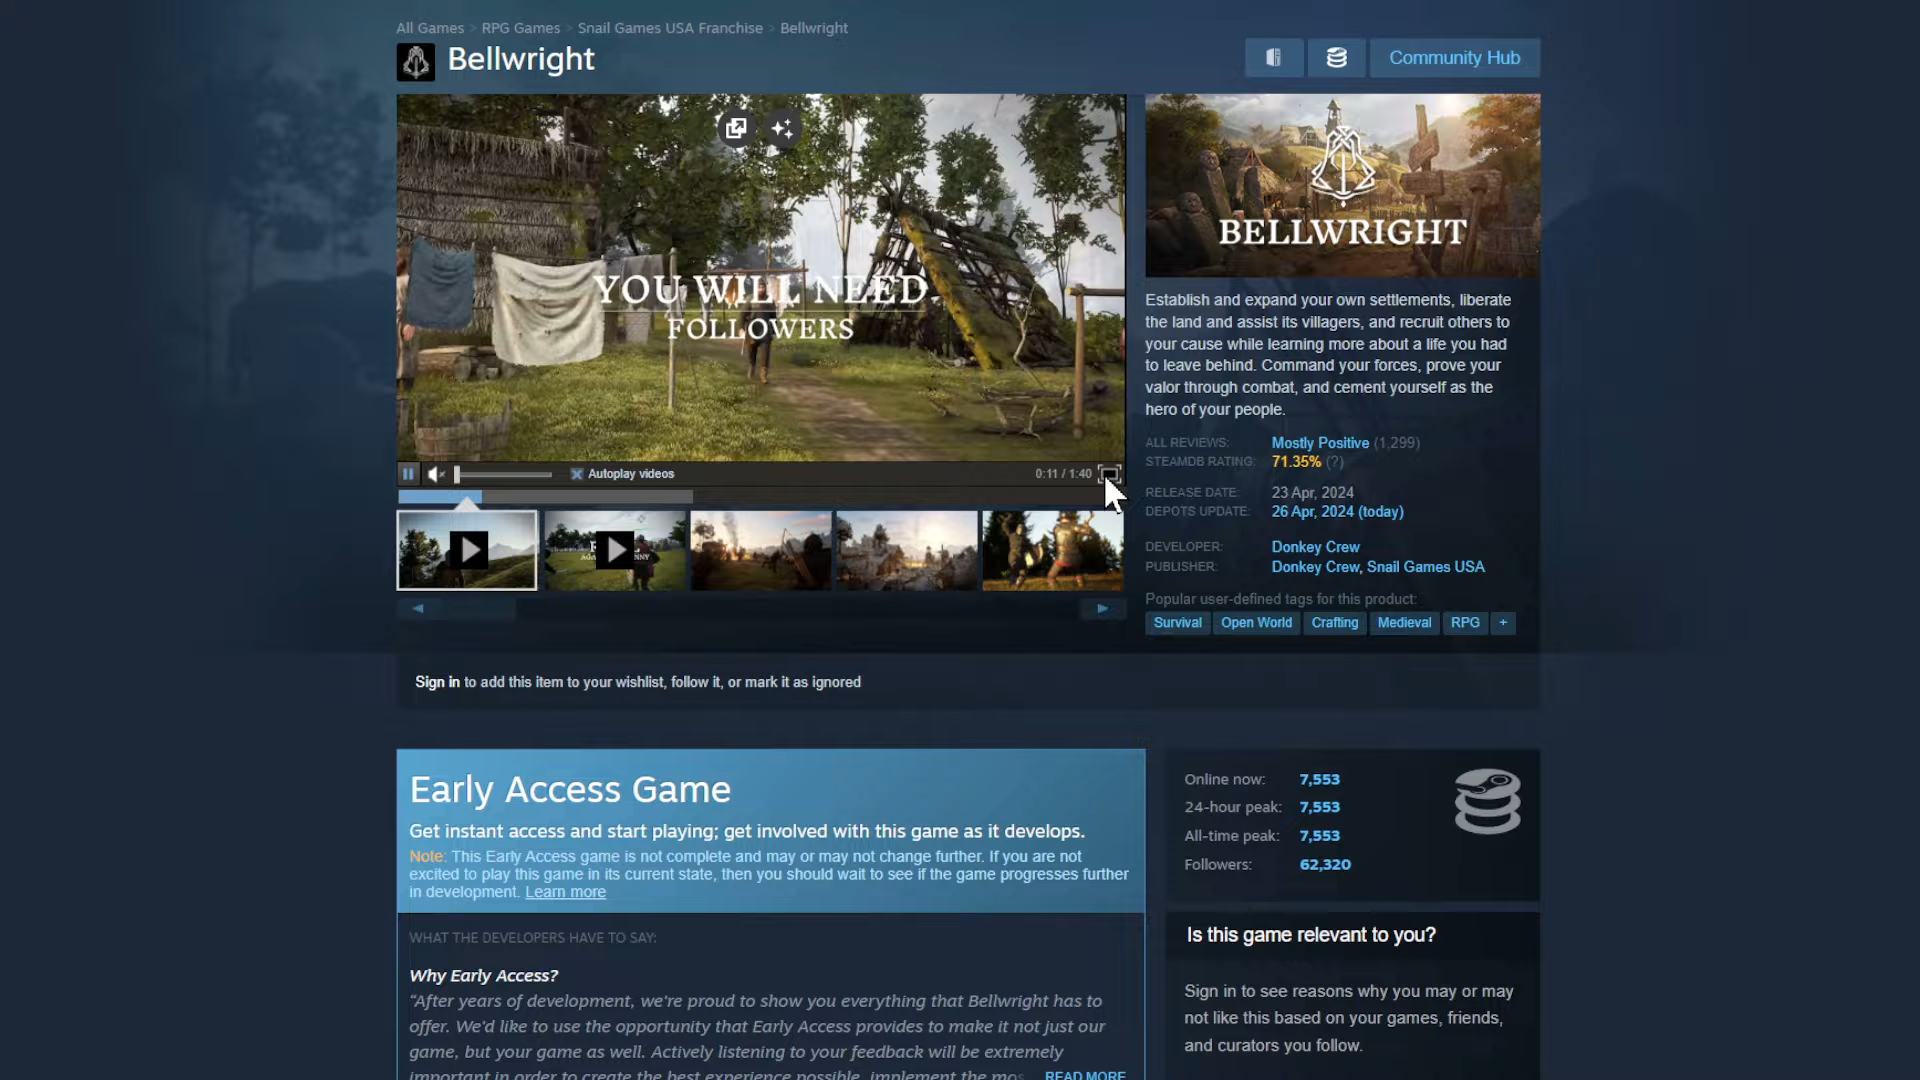 All Games > RPG Games > Snail Games USA Franchise > Bellwright
Bellwright
Community Hub
YOU WILL NEED
FOLLOWERS
Autoplay videos
0:11 / 1:40
BELLWRIGHT
Establish and expand your own settlements, liberate
the land and assist its villagers, and recruit others to
your cause while learning more about a life you had
to leave behind. Command your forces, prove your
valor through combat, and cement yourself as the
hero of your people.
ALL REVIEWS: Mostly Positive (1,299)
STEAMDB RATING: 71.35% (?)
RELEASE DATE: 23 Apr, 2024
DEPOTS UPDATE: 26 Apr, 2024 (today)
DEVELOPER: Donkey Crew
PUBLISHER: Donkey Crew, Snail Games USA
Popular user-defined tags for this product:
Survival Open World Crafting Medieval RPG +
Sign in to add this item to your wishlist, follow it, or mark it as ignored
Early Access Game
Get instant access and start playing; get involved with this game as it develops.
Note: This Early Access game is not complete and may or may not change further. If you are not
excited to play this game in its current state, then you should wait to see if the game progresses further
in development. Learn more
WHAT THE DEVELOPERS HAVE TO SAY:
Why Early Access?
“After years of development, we're proud to show you everything that Bellwright has to
offer. We'd like to use the opportunity that Early Access provides to make it not just our
game, but your game as well. Actively listening to your feedback will be extremely
important in order to create the best experience possible, implement the mos
READ MORE
Online now: 7,553
24-hour peak: 7,553
All-time peak: 7,553
Followers: 62,320
Is this game relevant to you?
Sign in to see reasons why you may or may
not like this based on your games, friends,
and curators you follow.